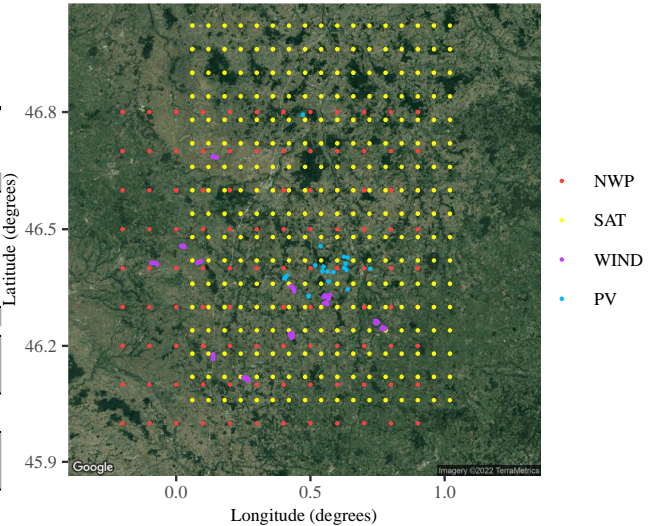 46.8
46.5
46.2
45.9
Latitude (degrees)
0.0 0.5 1.0
Longitude (degrees)
NWP
SAT
WIND
PV
Google
Imagery ©2022 TerraMetrics